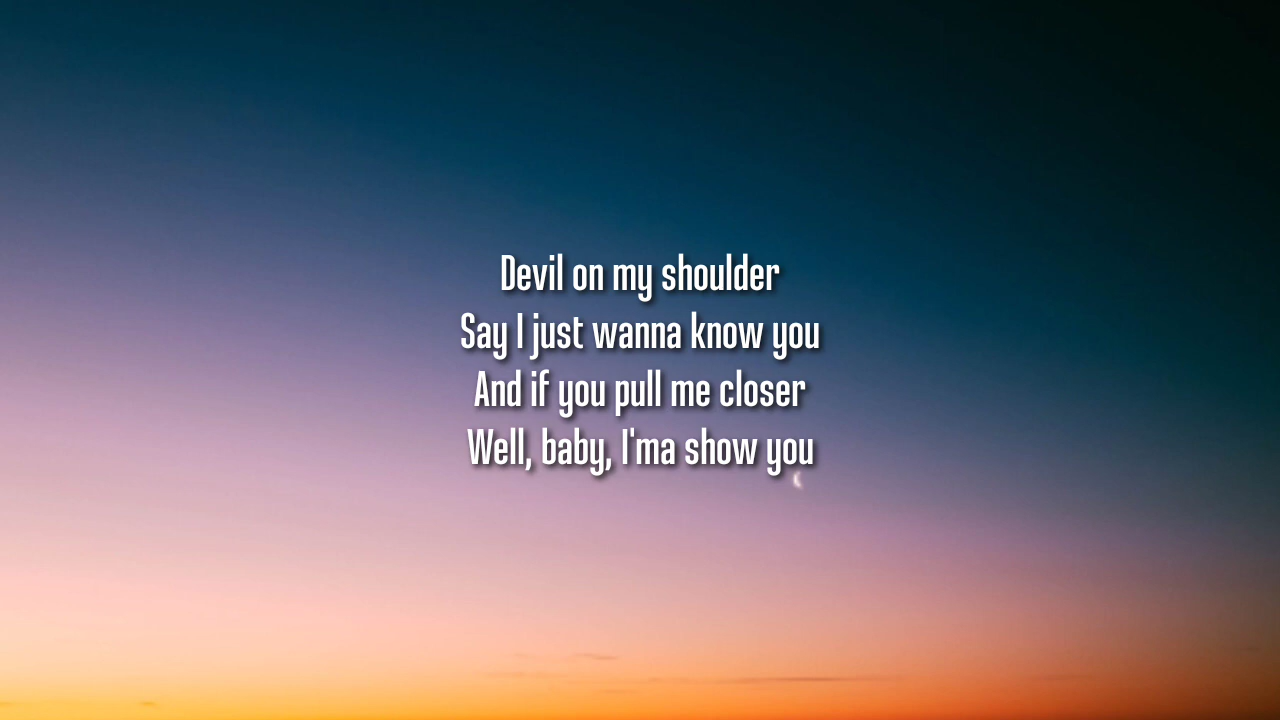 Devil on my shoulder
Say I just wanna know you
And if you pull me closer
Well, baby, I'ma show you